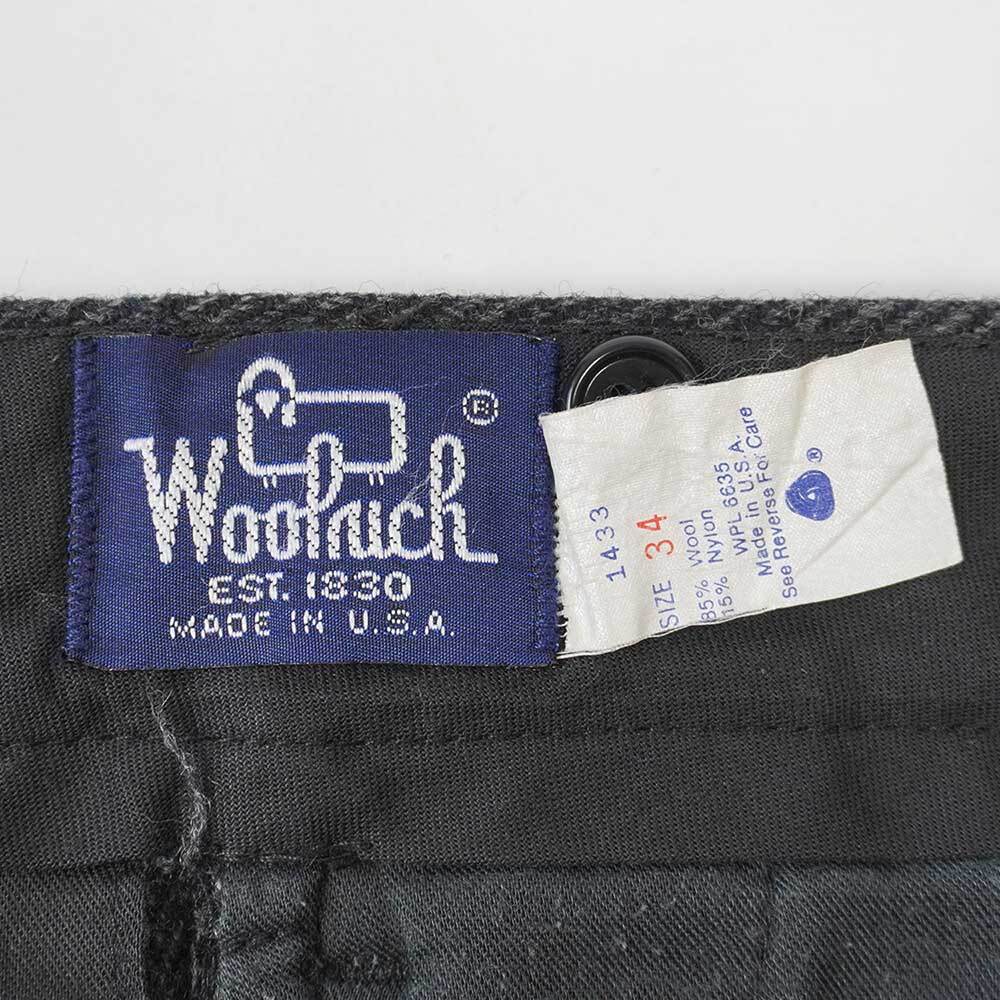 Woolrich ®
EST. 1830
MADE IN U.S.A.
1433
SIZE 34
85% Wool
15% Nylon
WPL 6635
Made in U.S.A.
See Reverse For Care
®